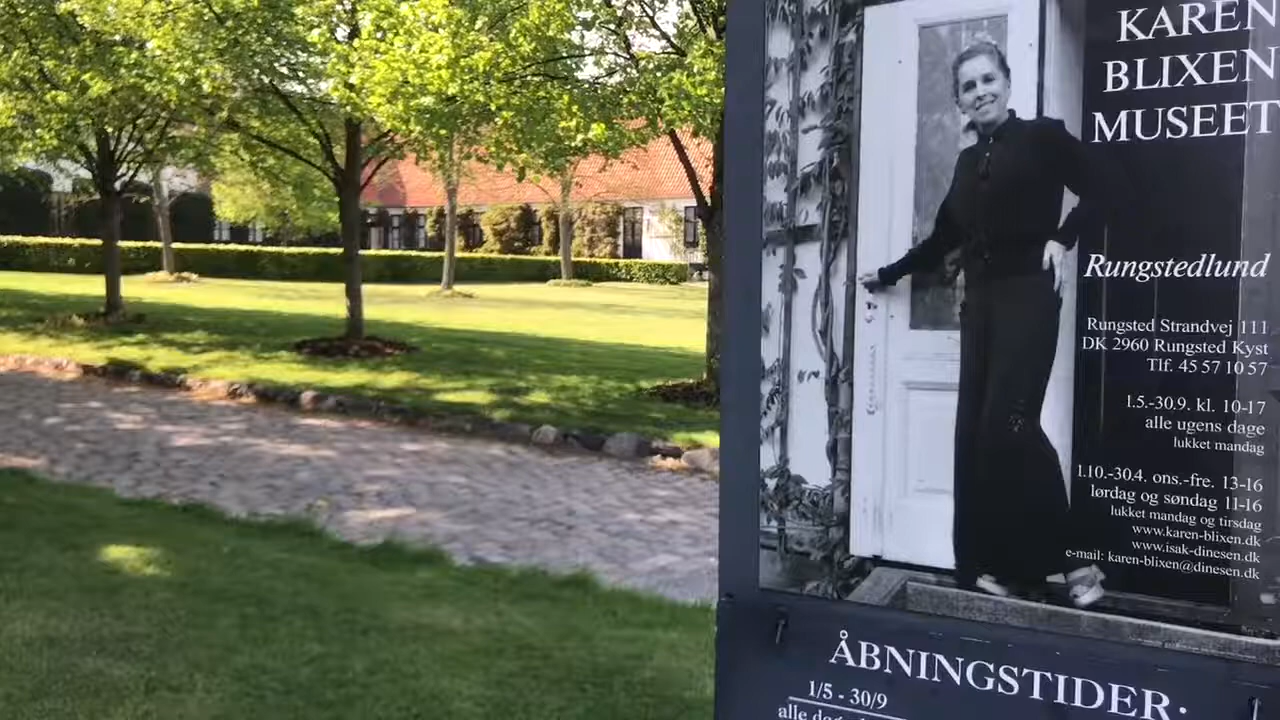 KAREN
BLIXEN
MUSEET
Rungstedlund
Rungsted Strandvej 111
DK 2960 Rungsted Kyst
Tlf. 45 57 10 57
1.5.-30.9. kl. 10-17
alle ugens dage
lukket mandag
1.10.-30.4. ons.-fre. 13-16
lørdag og søndag 11-16
lukket mandag og tirsdag
www.karen-blixen.dk
www.isak-dinesen.dk
e-mail: karen-blixen@dinesen.dk
ÅBNINGSTIDER:
1/5 - 30/9
alle